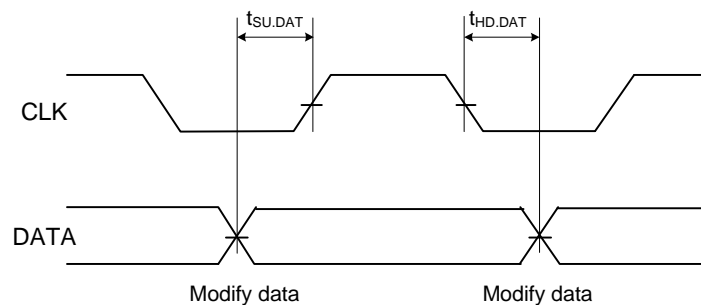 tSU.DAT tHD.DAT
CLK
DATA
Modify data Modify data